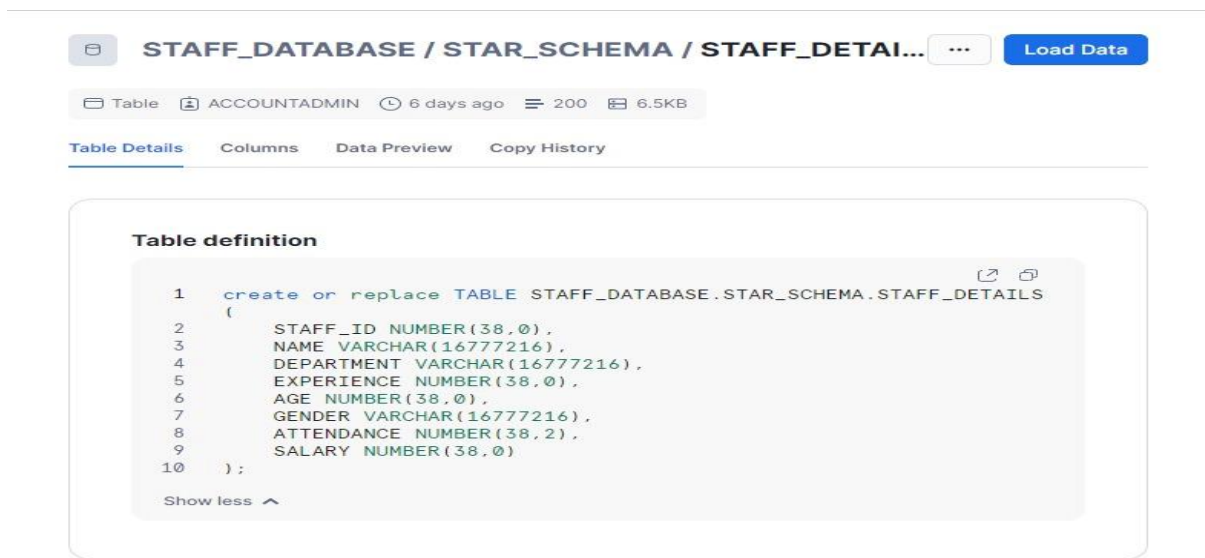 STAFF_DATABASE / STAR_SCHEMA / STAFF_DETAI... ... Load Data
Table ACCOUNTADMIN 6 days ago 200 6.5KB
Table Details Columns Data Preview Copy History
Table definition
1 create or replace TABLE STAFF_DATABASE.STAR_SCHEMA.STAFF_DETAILS
(
2 STAFF_ID NUMBER(38,0),
3 NAME VARCHAR(16777216),
4 DEPARTMENT VARCHAR(16777216),
5 EXPERIENCE NUMBER(38,0),
6 AGE NUMBER(38,0),
7 GENDER VARCHAR(16777216),
8 ATTENDANCE NUMBER(38,2),
9 SALARY NUMBER(38,0)
10 );
Show less